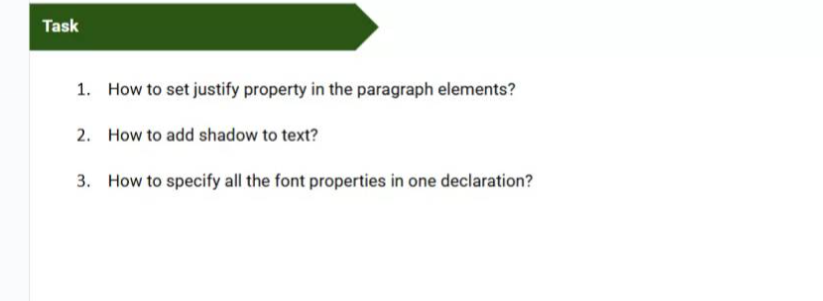 Task
1. How to set justify property in the paragraph elements?
2. How to add shadow to text?
3. How to specify all the font properties in one declaration?